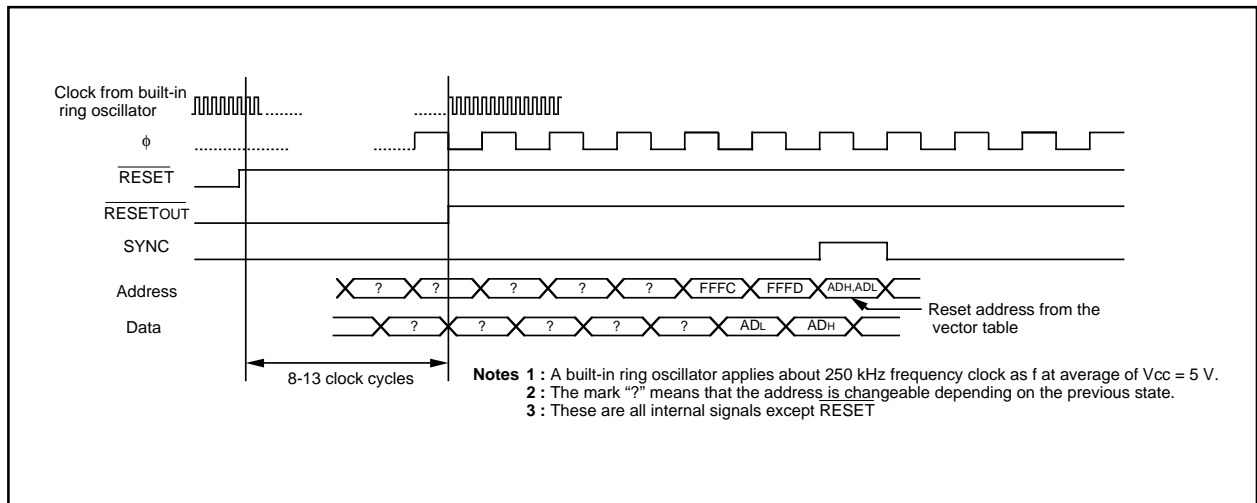 Clock from built-in
ring oscillator
ϕ
RESET
RESETOUT
SYNC
Address
? ? ? ? ? FFFC FFFD ADH,ADL
Reset address from the
vector table
Data
? ? ? ? ? ADL ADH
8-13 clock cycles
Notes 1 : A built-in ring oscillator applies about 250 kHz frequency clock as f at average of Vcc = 5 V.
2 : The mark “?” means that the address is changeable depending on the previous state.
3 : These are all internal signals except RESET